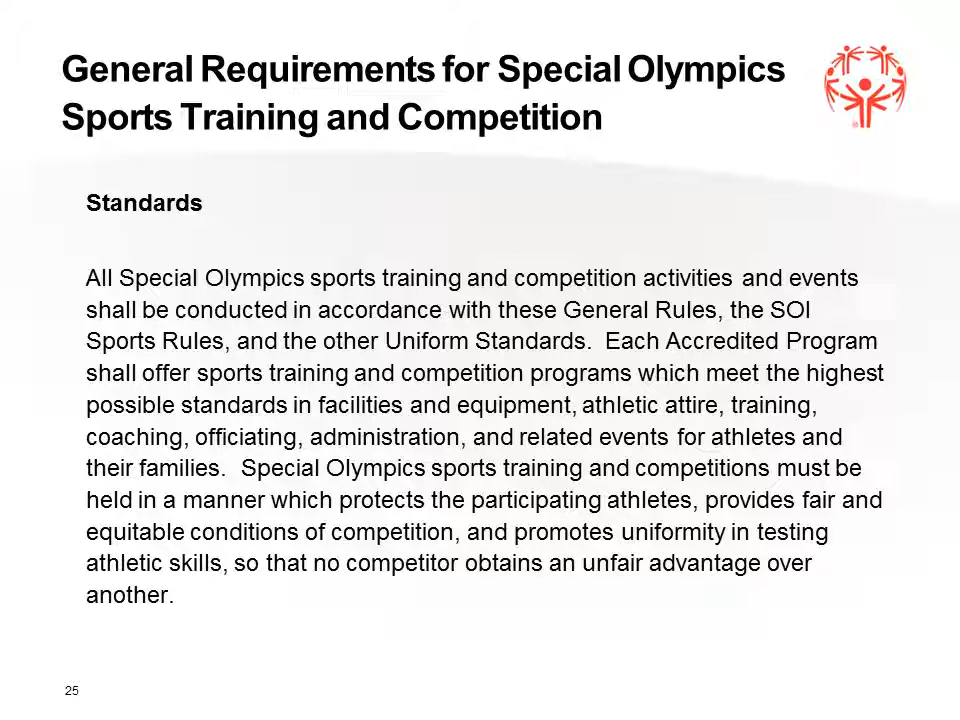 General Requirements for Special Olympics
Sports Training and Competition
Standards
All Special Olympics sports training and competition activities and events
shall be conducted in accordance with these General Rules, the SOI
Sports Rules, and the other Uniform Standards.  Each Accredited Program
shall offer sports training and competition programs which meet the highest
possible standards in facilities and equipment, athletic attire, training,
coaching, officiating, administration, and related events for athletes and
their families.  Special Olympics sports training and competitions must be
held in a manner which protects the participating athletes, provides fair and
equitable conditions of competition, and promotes uniformity in testing
athletic skills, so that no competitor obtains an unfair advantage over
another.
25